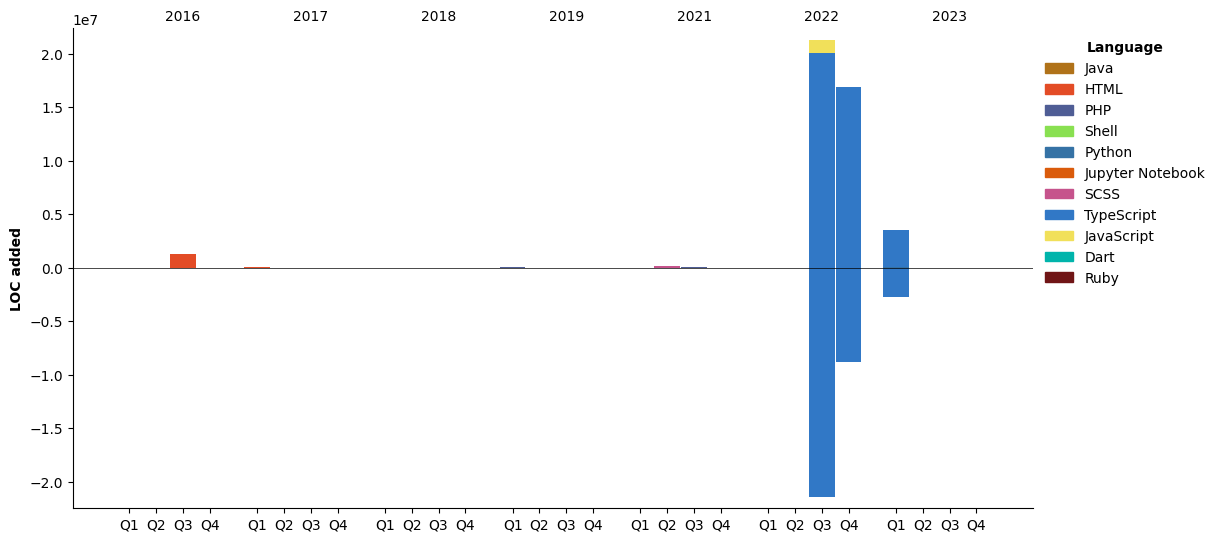 1e7
2016 2017 2018 2019 2021 2022 2023
2.0
1.5
1.0
0.5
0.0
−0.5
−1.0
−1.5
−2.0
LOC added
Q1 Q2 Q3 Q4 Q1 Q2 Q3 Q4 Q1 Q2 Q3 Q4 Q1 Q2 Q3 Q4 Q1 Q2 Q3 Q4 Q1 Q2 Q3 Q4 Q1 Q2 Q3 Q4
Language
Java
HTML
PHP
Shell
Python
Jupyter Notebook
SCSS
TypeScript
JavaScript
Dart
Ruby